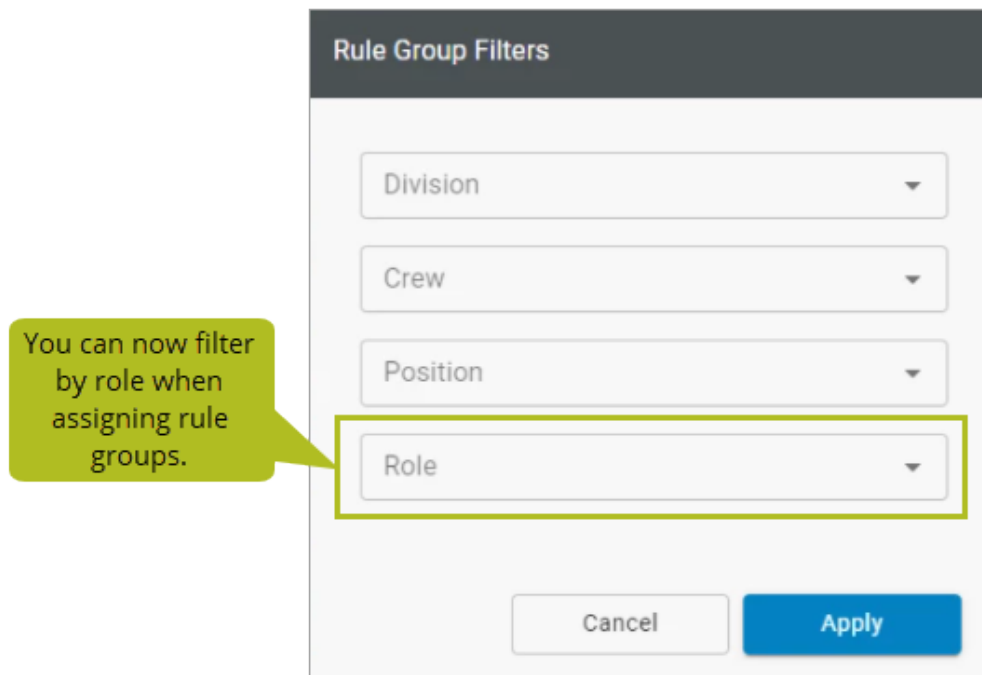 Rule Group Filters
Division
Crew
Position
You can now filter
by role when
assigning rule
groups.
Role
Cancel
Apply